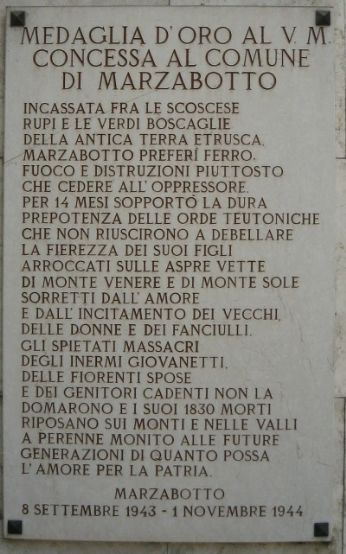 MEDAGLIA D'ORO AL V. M.
CONCESSA AL COMUNE
DI MARZABOTTO
INCASSATA FRA LE SCOSCESE
RUPI E LE VERDI BOSCAGLIE
DELLA ANTICA TERRA ETRUSCA,
MARZABOTTO PREFERÍ FERRO,
FUOCO E DISTRUZIONI PIUTTOSTO
CHE CEDERE ALL'OPPRESSORE.
PER 14 MESI SOPPORTÒ LA DURA
PREPOTENZA DELLE ORDE TEUTONICHE
CHE NON RIUSCIRONO A DEBELLARE
LA FIEREZZA DEI SUOI FIGLI
ARROCCATI SULLE ASPRE VETTE
DI MONTE VENERE E DI MONTE SOLE
SORRETTI DALL'AMORE
E DALL'INCITAMENTO DEI VECCHI,
DELLE DONNE E DEI FANCIULLI.
GLI SPIETATI MASSACRI
DEGLI INERMI GIOVANETTI,
DELLE FIORENTI SPOSE
E DEI GENITORI CADENTI NON LA
DOMARONO E I SUOI 1830 MORTI
RIPOSANO SUI MONTI E NELLE VALLI
A PERENNE MONITO ALLE FUTURE
GENERAZIONI DI QUANTO POSSA
L'AMORE PER LA PATRIA.
MARZABOTTO
8 SETTEMBRE 1943 - 1 NOVEMBRE 1944